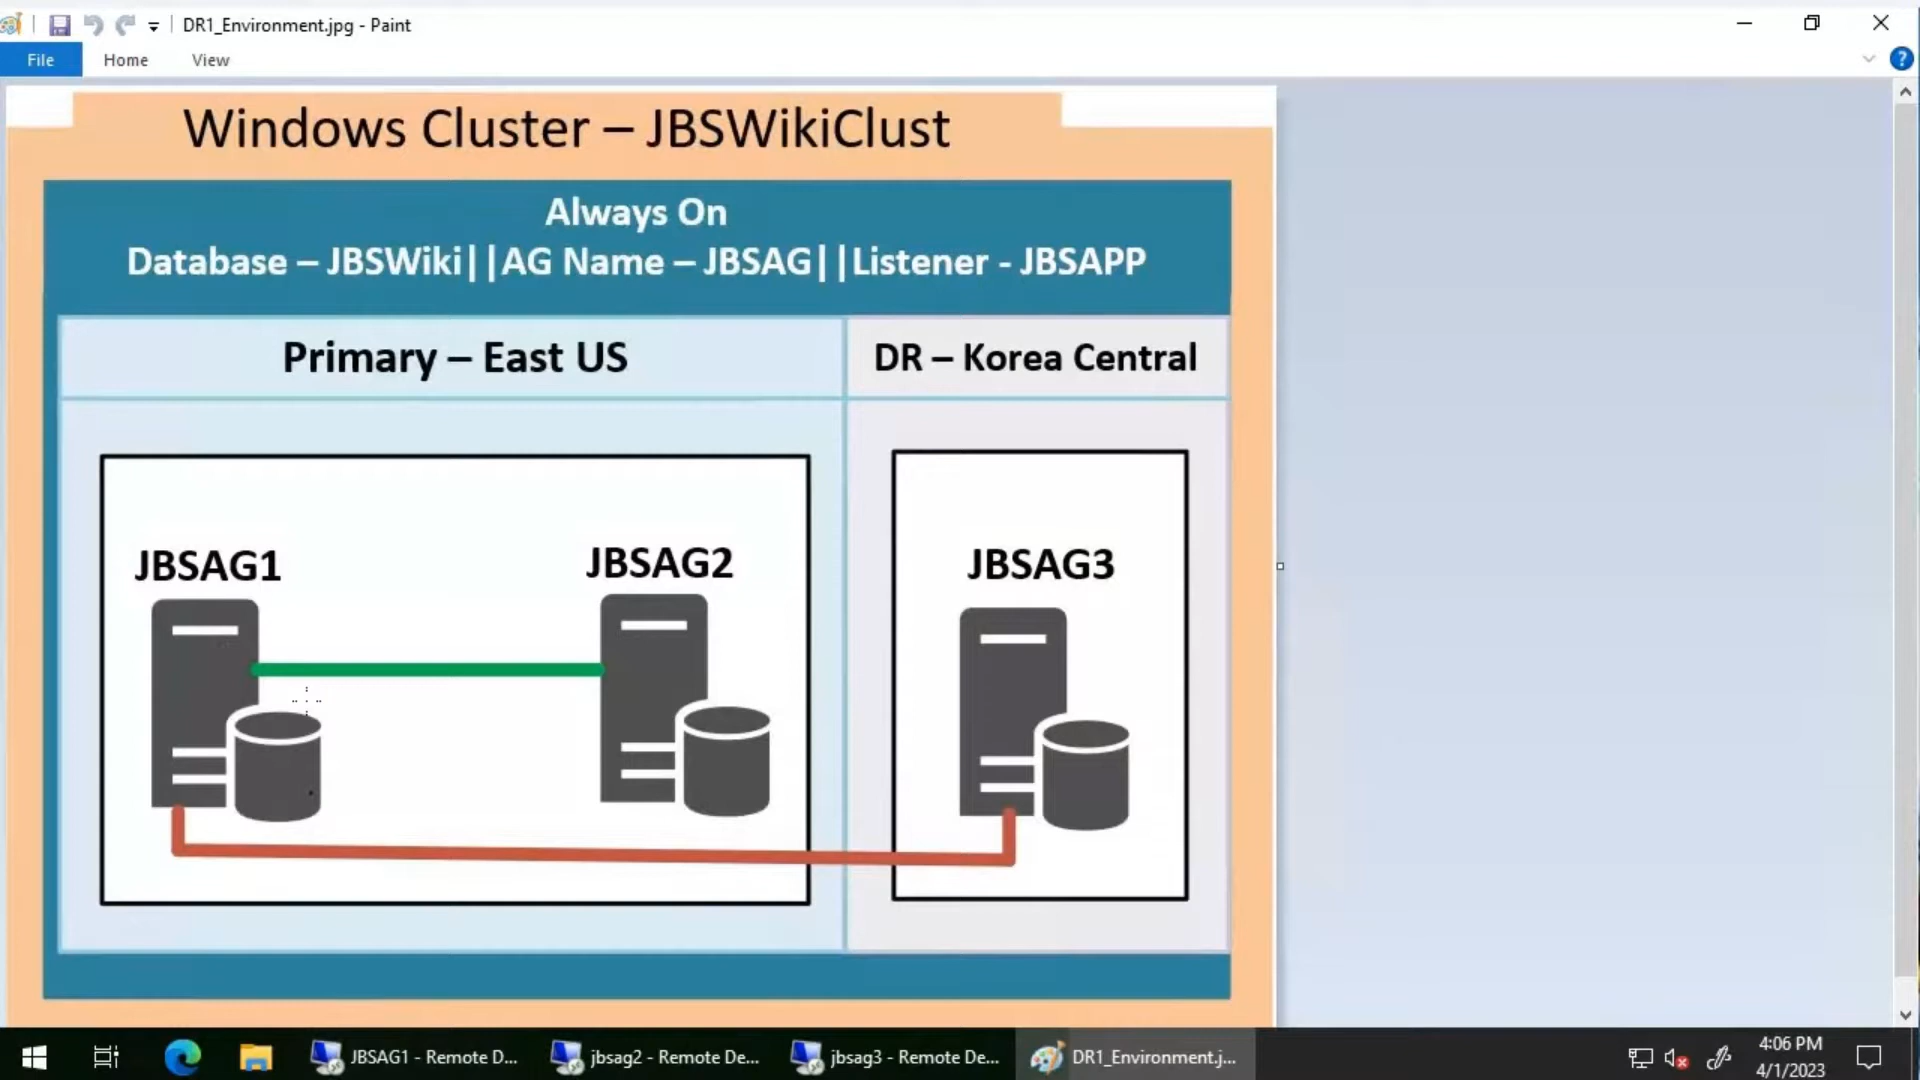 DR1_Environment.jpg - Paint
File Home View
?
Windows Cluster – JBSWikiClust
Always On
Database – JBSWiki||AG Name – JBSAG||Listener - JBSAPP
Primary – East US
DR – Korea Central
JBSAG1
JBSAG2
JBSAG3
JBSAG1 - Remote D...
jbsag2 - Remote De...
jbsag3 - Remote De...
DR1_Environment.j...
4:06 PM
4/1/2023